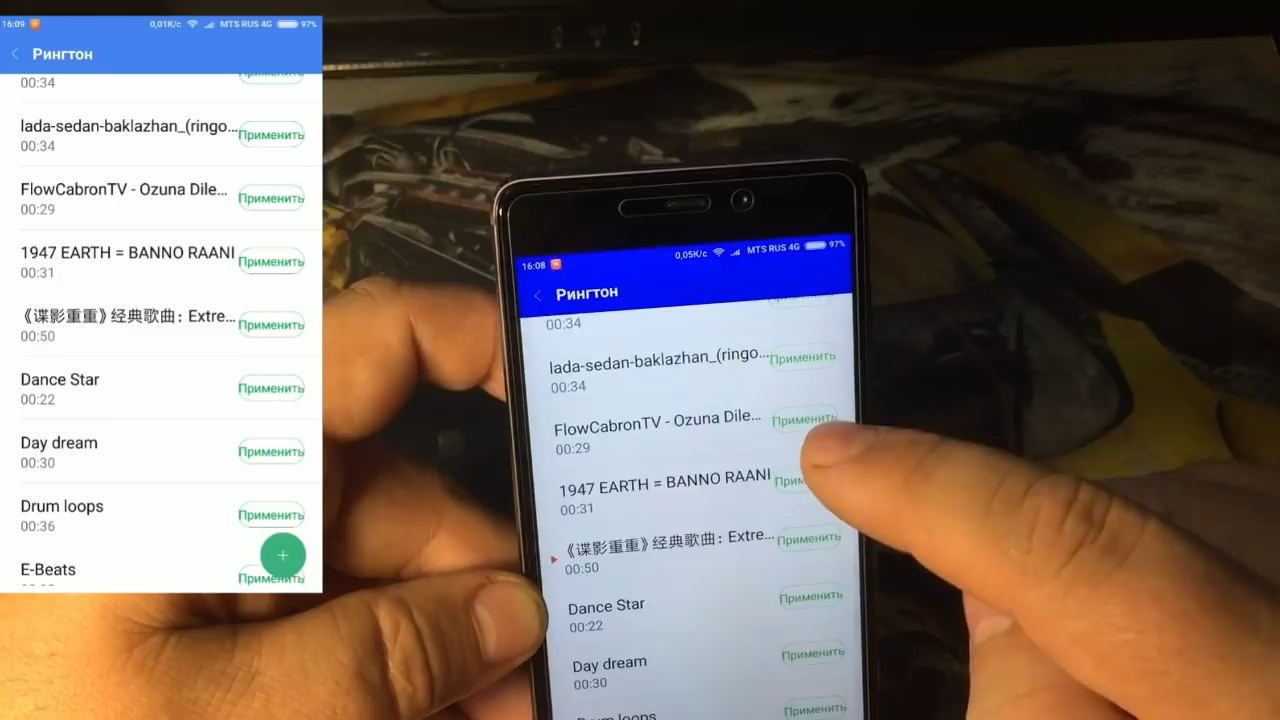 16:09 0,01K/c MTS RUS 4G 97%
Рингтон
Применить
00:34
lada-sedan-baklazhan_(ringo...
Применить
00:34
FlowCabronTV - Ozuna Dile...
Применить
00:29
1947 EARTH = BANNO RAANI
Применить
00:31
《谍影重重》经典歌曲: Extre...
Применить
00:50
Dance Star
Применить
00:22
Day dream
Применить
00:30
Drum loops
Применить
00:36
E-Beats
Применить
16:08 0,05K/c MTS RUS 4G 97%
Рингтон
00:34
lada-sedan-baklazhan_(ringo...
Применить
00:34
FlowCabronTV - Ozuna Dile...
Применить
00:29
1947 EARTH = BANNO RAANI
00:31
《谍影重重》经典歌曲: Extre...
Применить
00:50
Dance Star
Применить
00:22
Day dream
Применить
00:30
Drum loops
Применить